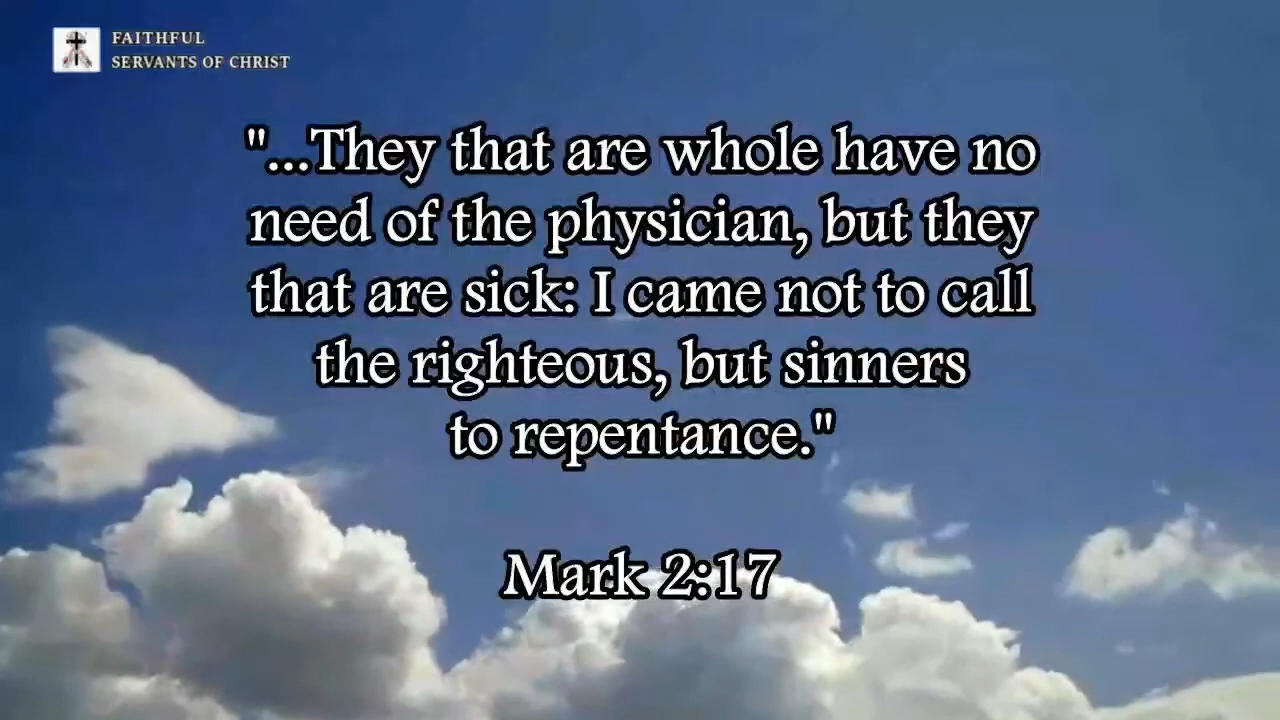 FAITHFUL
SERVANTS OF CHRIST
"...They that are whole have no
need of the physician, but they
that are sick: I came not to call
the righteous, but sinners
to repentance."
Mark 2:17